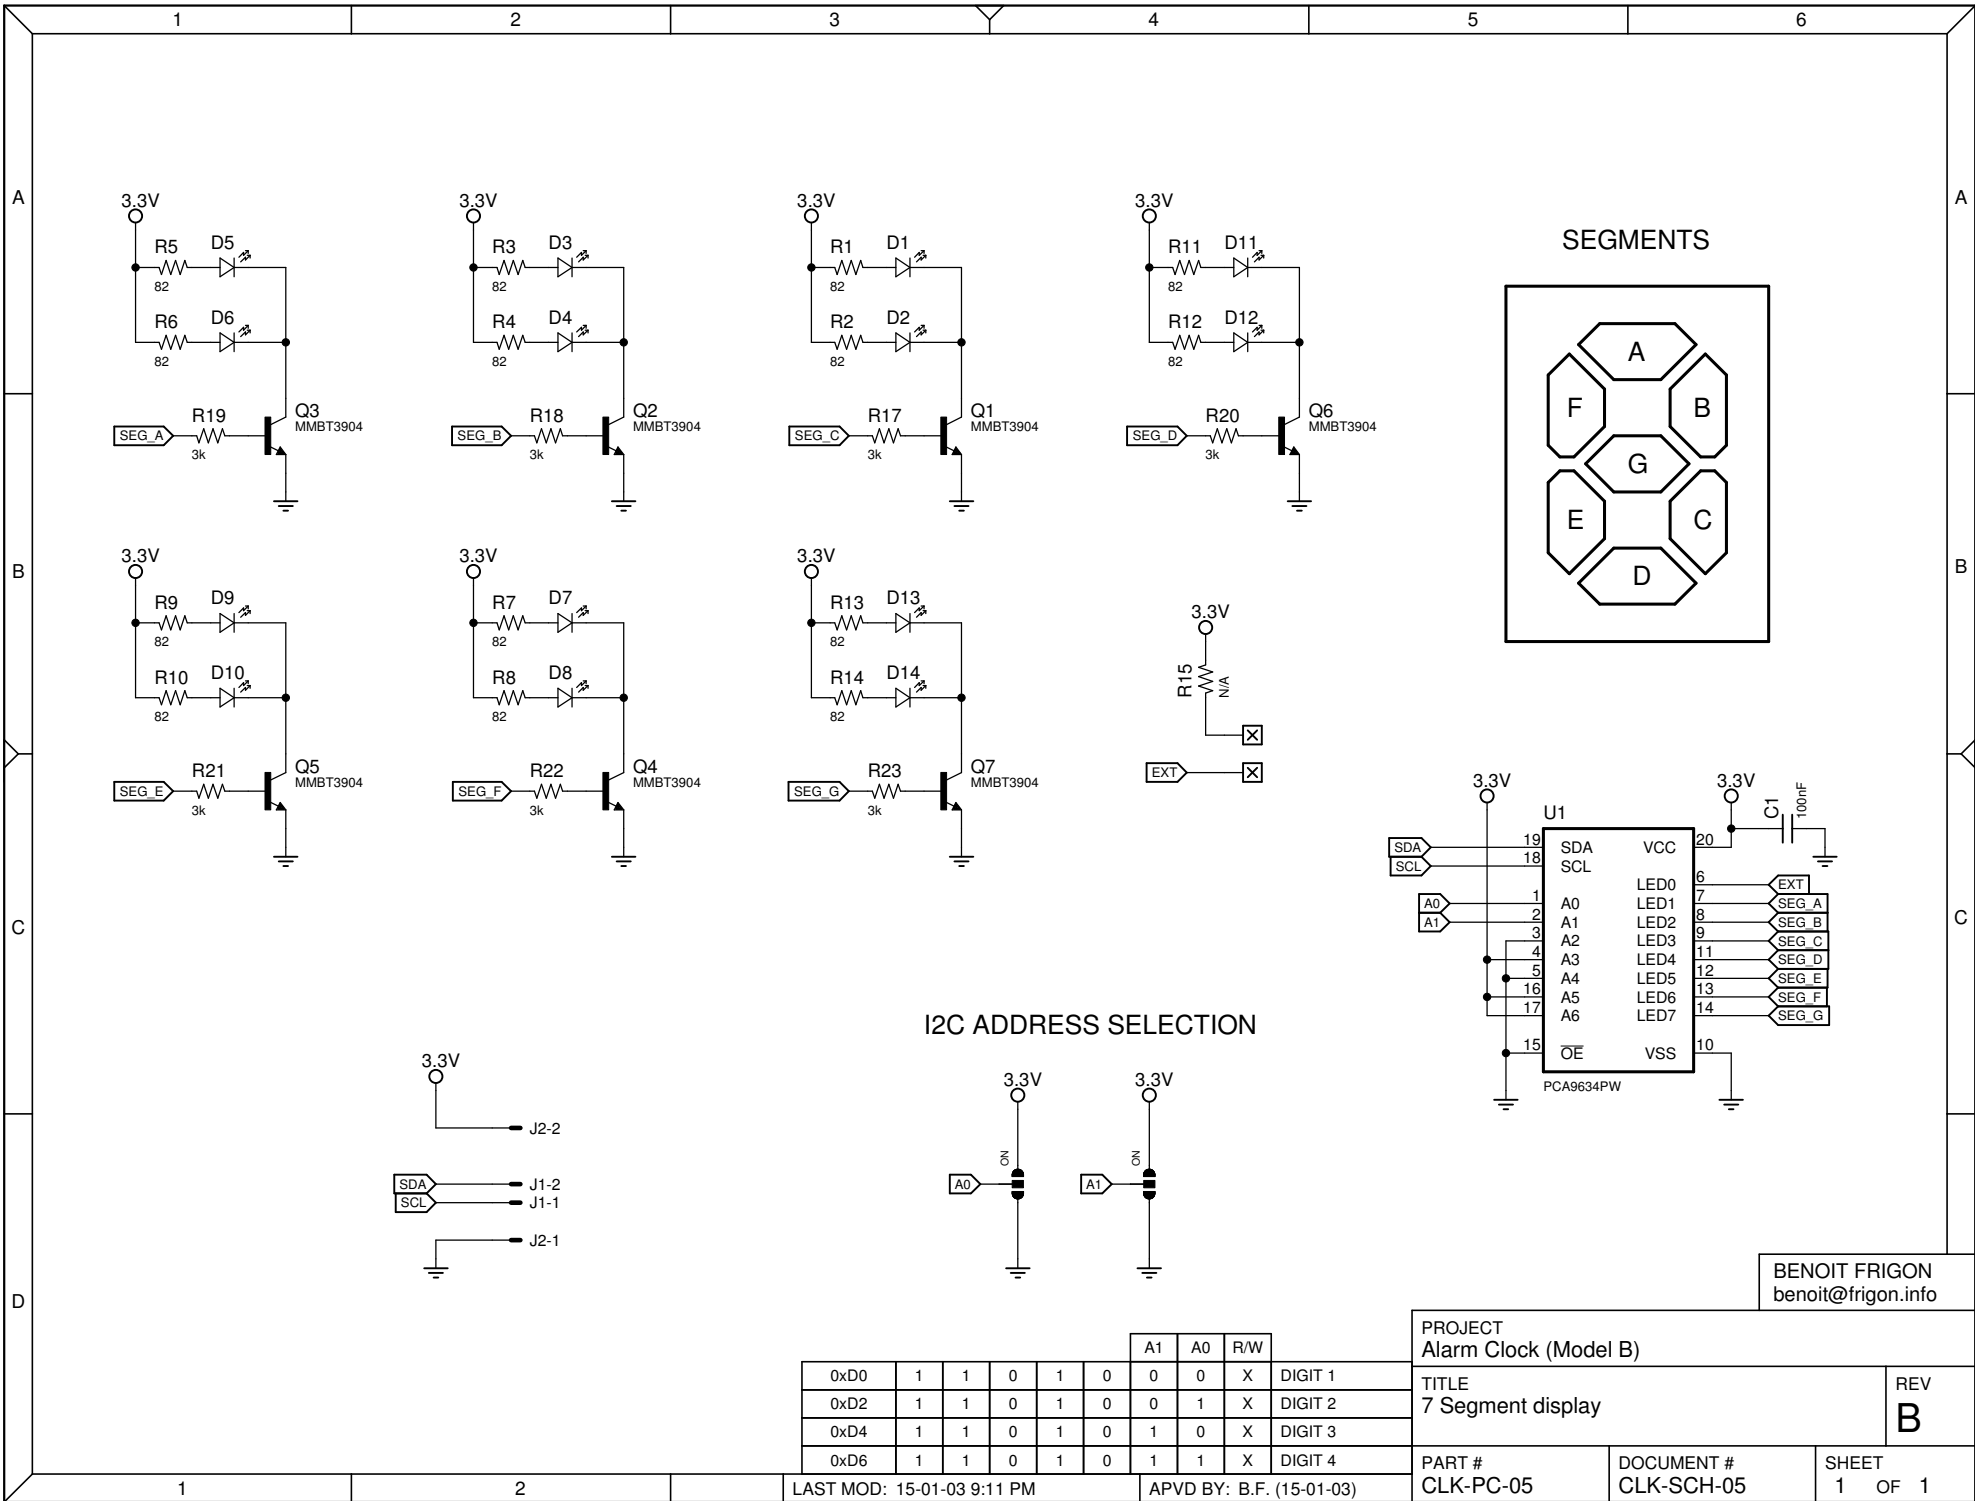 1 2 3 4 5 6
A A
3.3V 3.3V 3.3V 3.3V
SEGMENTS
R5 D5 R3 D3 R1 D1 R11 D11
82 82 82 82
R6 D6 R4 D4 R2 D2 R12 D12
82 82 82 82
A
F B
G
E C
D
Q3 Q2 Q1 Q6
MMBT3904 MMBT3904 MMBT3904 MMBT3904
SEG_A R19 SEG_B R18 SEG_C R17 SEG_D R20
3k 3k 3k 3k
B B
3.3V 3.3V 3.3V
R9 D9 R7 D7 R13 D13
82 82 82
R10 D10 R8 D8 R14 D14
82 82 82
3.3V
R15
N/A
EXT
Q5 Q4 Q7
MMBT3904 MMBT3904 MMBT3904
SEG_E R21 SEG_F R22 SEG_G R23
3k 3k 3k
3.3V 3.3V
C1
100nF
U1
SDA 19 SDA VCC 20
SCL 18 SCL
LED0 6 EXT
A0 1 A0 LED1 7 SEG_A
A1 2 A1 LED2 8 SEG_B
3 A2 LED3 9 SEG_C
4 A3 LED4 11 SEG_D
5 A4 LED5 12 SEG_E
16 A5 LED6 13 SEG_F
17 A6 LED7 14 SEG_G
15 OE VSS 10
PCA9634PW
C C
I2C ADDRESS SELECTION
3.3V 3.3V
ON ON
A0 A1
3.3V
J2-2
SDA J1-2
SCL J1-1
J2-1
D
BENOIT FRIGON
benoit@frigon.info
A1 A0 R/W
0xD0 1 1 0 1 0 0 0 X DIGIT 1
0xD2 1 1 0 1 0 0 1 X DIGIT 2
0xD4 1 1 0 1 0 1 0 X DIGIT 3
0xD6 1 1 0 1 0 1 1 X DIGIT 4
PROJECT
Alarm Clock (Model B)
TITLE
7 Segment display
REV
B
PART #
CLK-PC-05
DOCUMENT #
CLK-SCH-05
SHEET
1 OF 1
1 2
LAST MOD: 15-01-03 9:11 PM
APVD BY: B.F. (15-01-03)